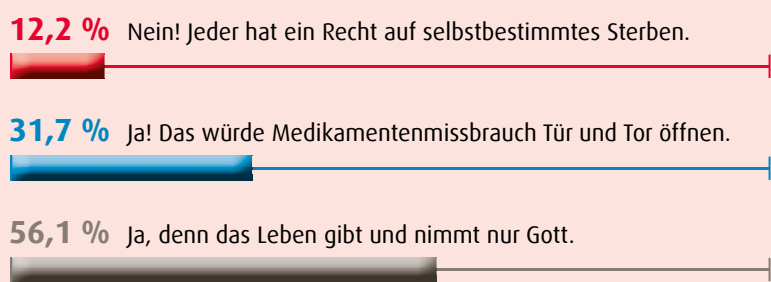 12,2 % Nein! Jeder hat ein Recht auf selbstbestimmtes Sterben.
31,7 % Ja! Das würde Medikamentenmissbrauch Tür und Tor öffnen.
56,1 % Ja, denn das Leben gibt und nimmt nur Gott.